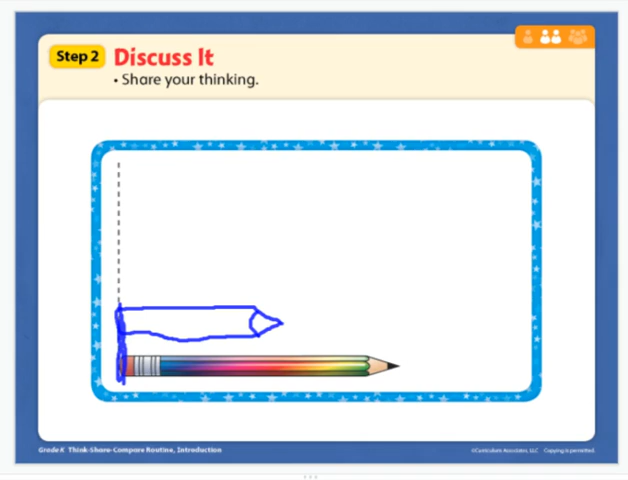 Step 2
Discuss It
• Share your thinking.
Grade K Think-Share-Compare Routine, Introduction
©Curriculum Associates, LLC Copying is permitted.